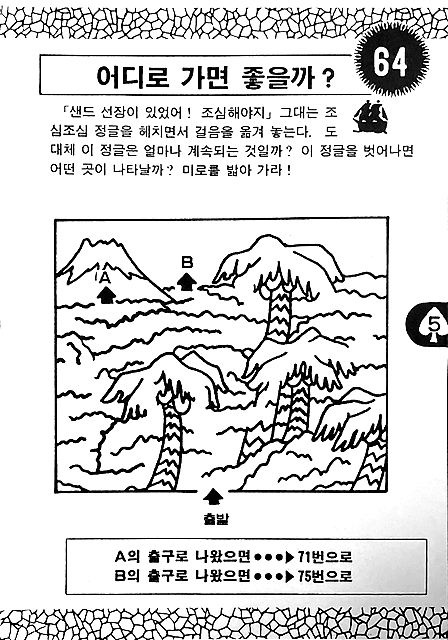 64
어디로 가면 좋을까?
「샌드 선장이 있었어! 조심해야지」 그대는 조
심조심 정글을 헤치면서 걸음을 옮겨 놓는다. 도
대체 이 정글은 얼마나 계속되는 것일까? 이 정글을 벗어나면
어떤 곳이 나타날까? 미로를 밟아 가라!
B
A
5
출발
A의 출구로 나왔으면 ●●●▶ 71번으로
B의 출구로 나왔으면 ●●●▶ 75번으로